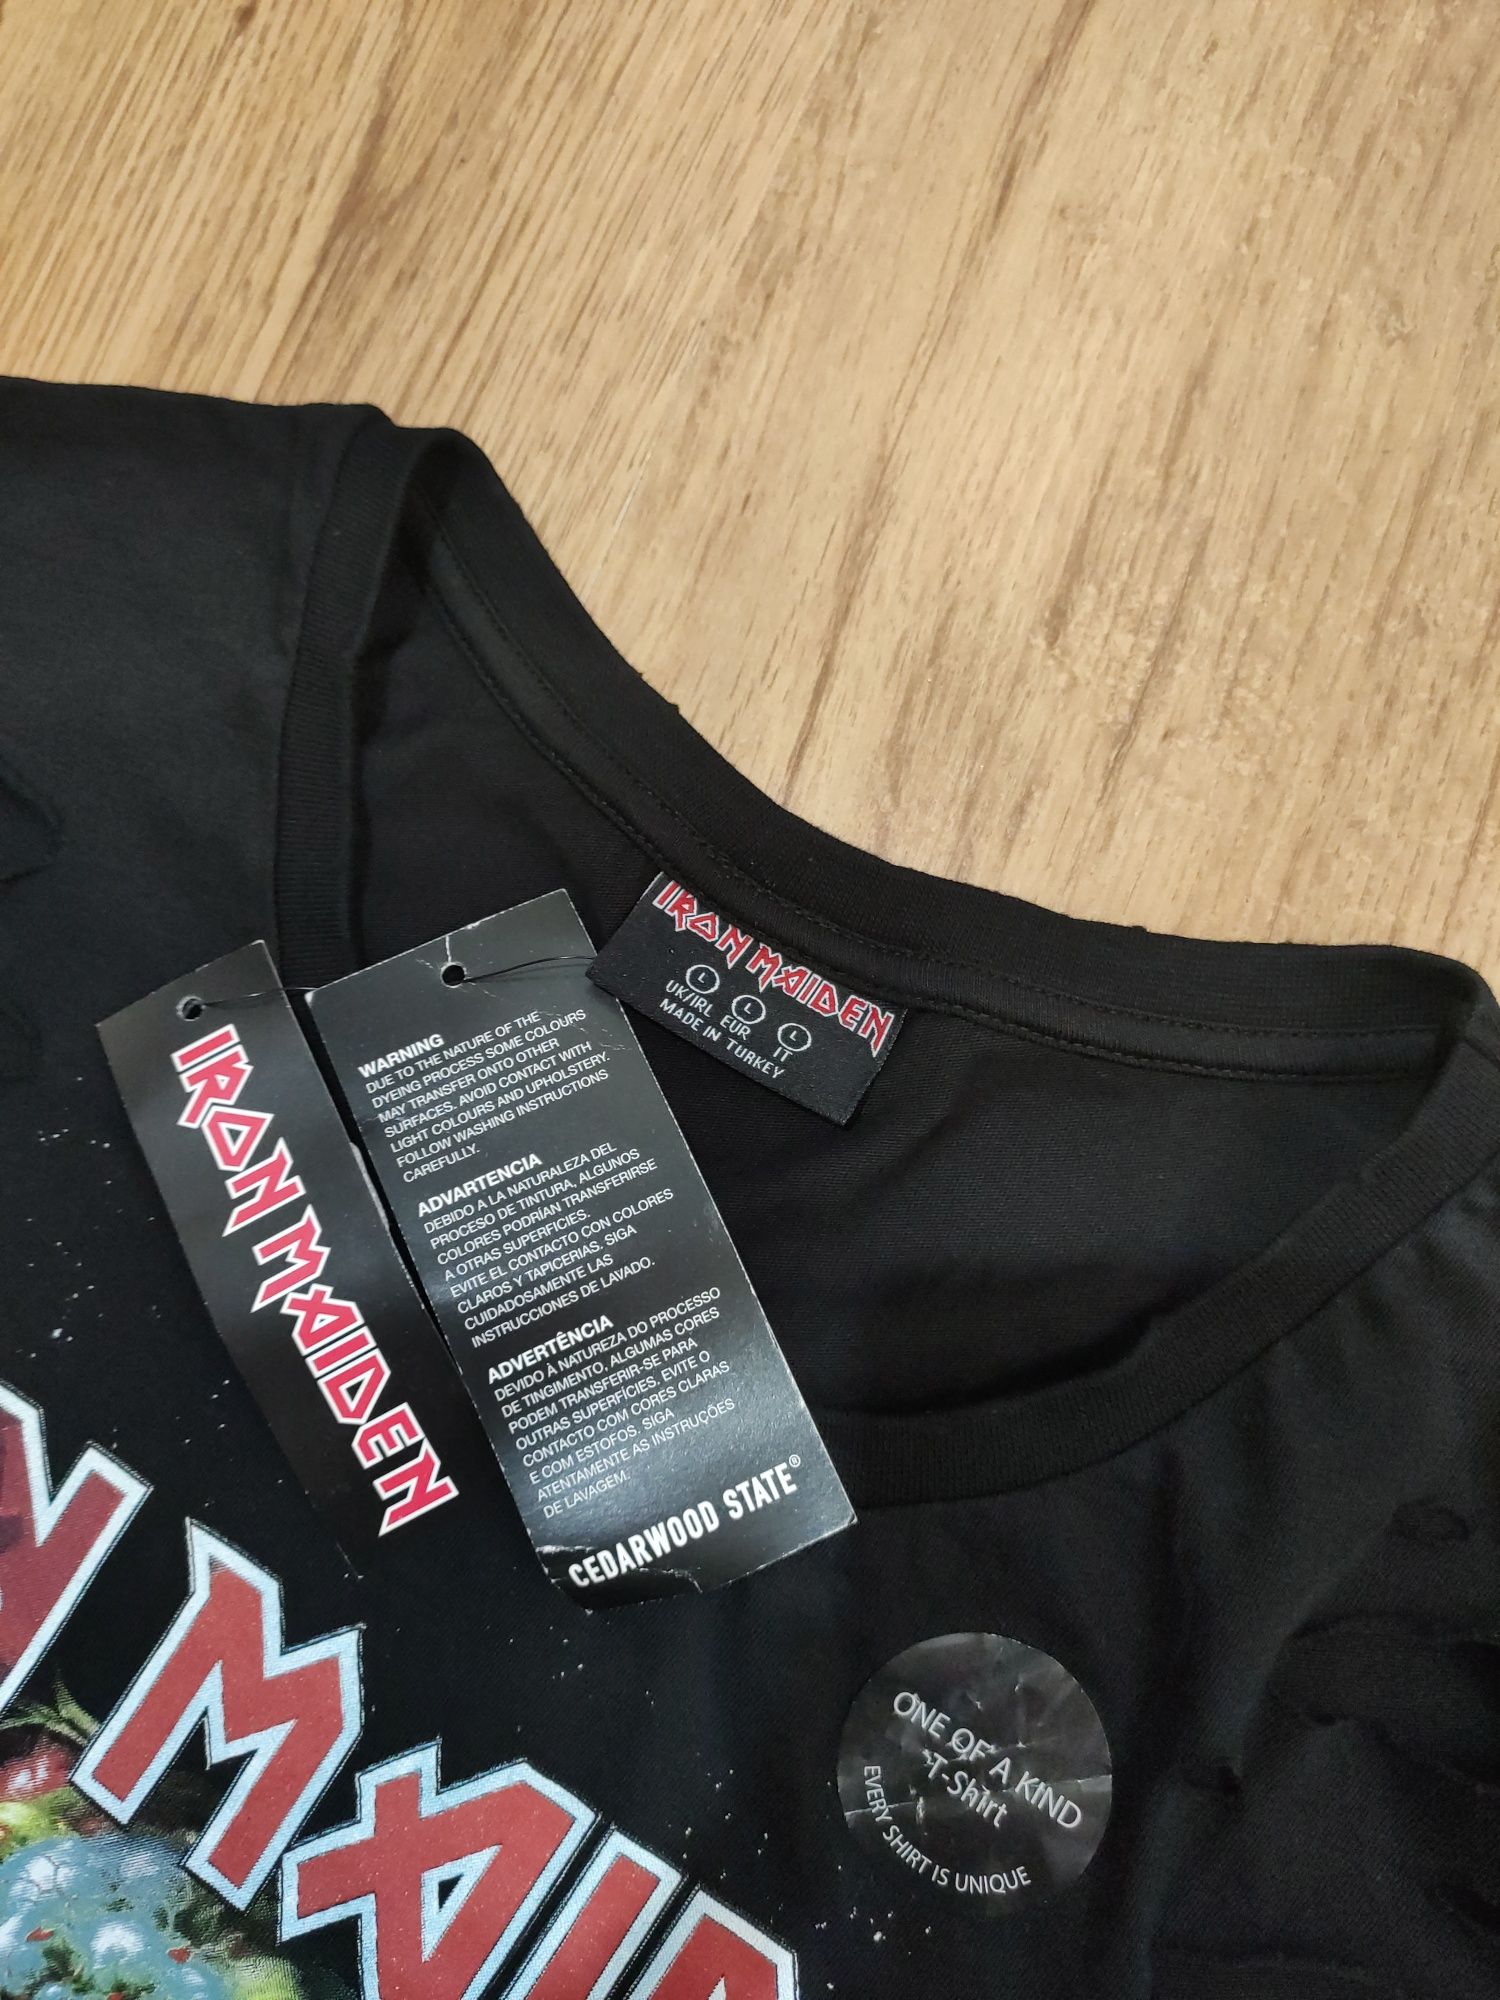 IRON MAIDEN
L L L
UK/IRL EUR IT
MADE IN TURKEY
IRON MAIDEN
WARNING
DUE TO THE NATURE OF THE
DYEING PROCESS SOME COLOURS
MAY TRANSFER ONTO OTHER
SURFACES. AVOID CONTACT WITH
LIGHT COLOURS AND UPHOLSTERY.
FOLLOW WASHING INSTRUCTIONS
CAREFULLY.
ADVARTENCIA
DEBIDO A LA NATURALEZA DEL
PROCESO DE TINTURA, ALGUNOS
COLORES PODRÍAN TRANSFERIRSE
A OTRAS SUPERFICIES.
EVITE EL CONTACTO CON COLORES
CLAROS Y TAPICERIAS. SIGA
CUIDADOSAMENTE LAS
INSTRUCCIONES DE LAVADO.
ADVERTÊNCIA
DEVIDO À NATUREZA DO PROCESSO
DE TINGIMENTO, ALGUMAS CORES
PODEM TRANSFERIR-SE PARA
OUTRAS SUPERFÍCIES. EVITE O
CONTACTO COM CORES CLARAS
E COM ESTOFOS. SIGA
ATENTAMENTE AS INSTRUÇÕES
DE LAVAGEM.
CEDARWOOD STATE®
ONE OF A KIND
T-Shirt
EVERY SHIRT IS UNIQUE
N MAID